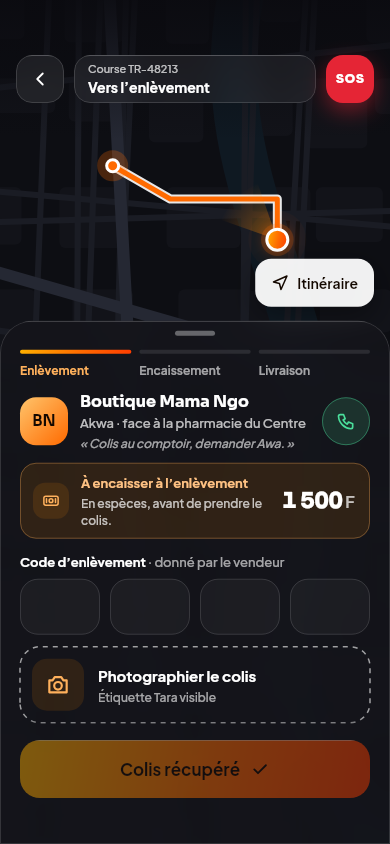 Course TR-48213
Vers l’enlèvement
SOS
Itinéraire
Enlèvement
Encaissement
Livraison
BN
Boutique Mama Ngo
Akwa · face à la pharmacie du Centre
« Colis au comptoir, demander Awa. »
À encaisser à l’enlèvement
En espèces, avant de prendre le
colis.
1 500 F
Code d’enlèvement · donné par le vendeur
Photographier le colis
Étiquette Tara visible
Colis récupéré